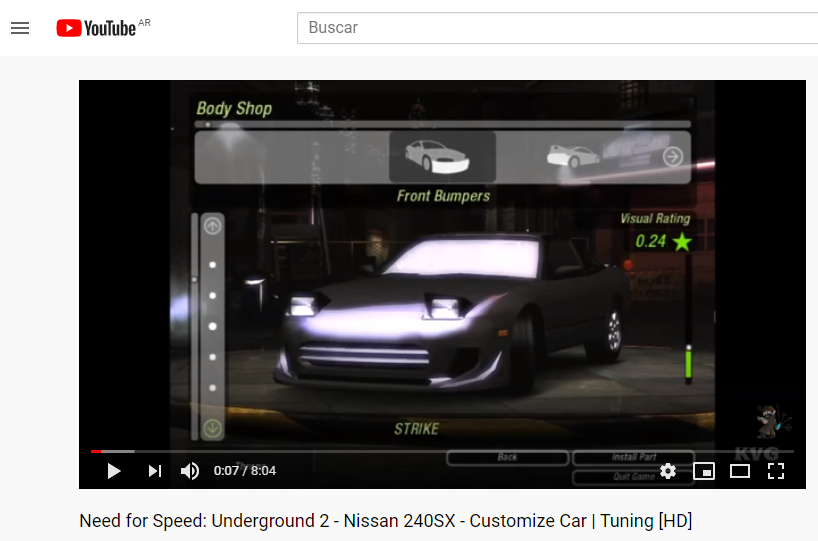 YouTube AR
Buscar
Body Shop
Front Bumpers
Visual Rating
0.24
STRIKE
KVG
Back
Install Part
Quit Game
0:07 / 8:04
Need for Speed: Underground 2 - Nissan 240SX - Customize Car | Tuning [HD]